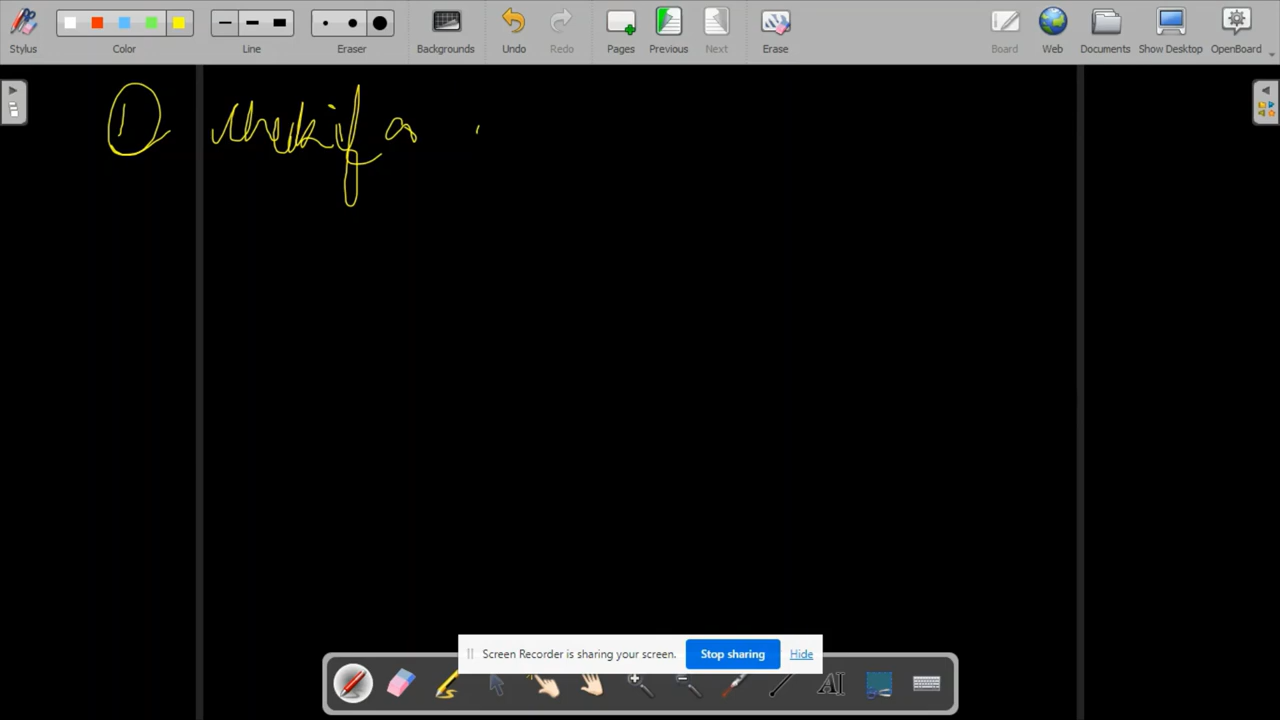 Stylus Color Line Eraser Backgrounds Undo Redo Pages Previous Next Erase Board Web Documents Show Desktop OpenBoard
① check if a
Screen Recorder is sharing your screen. Stop sharing Hide
AI